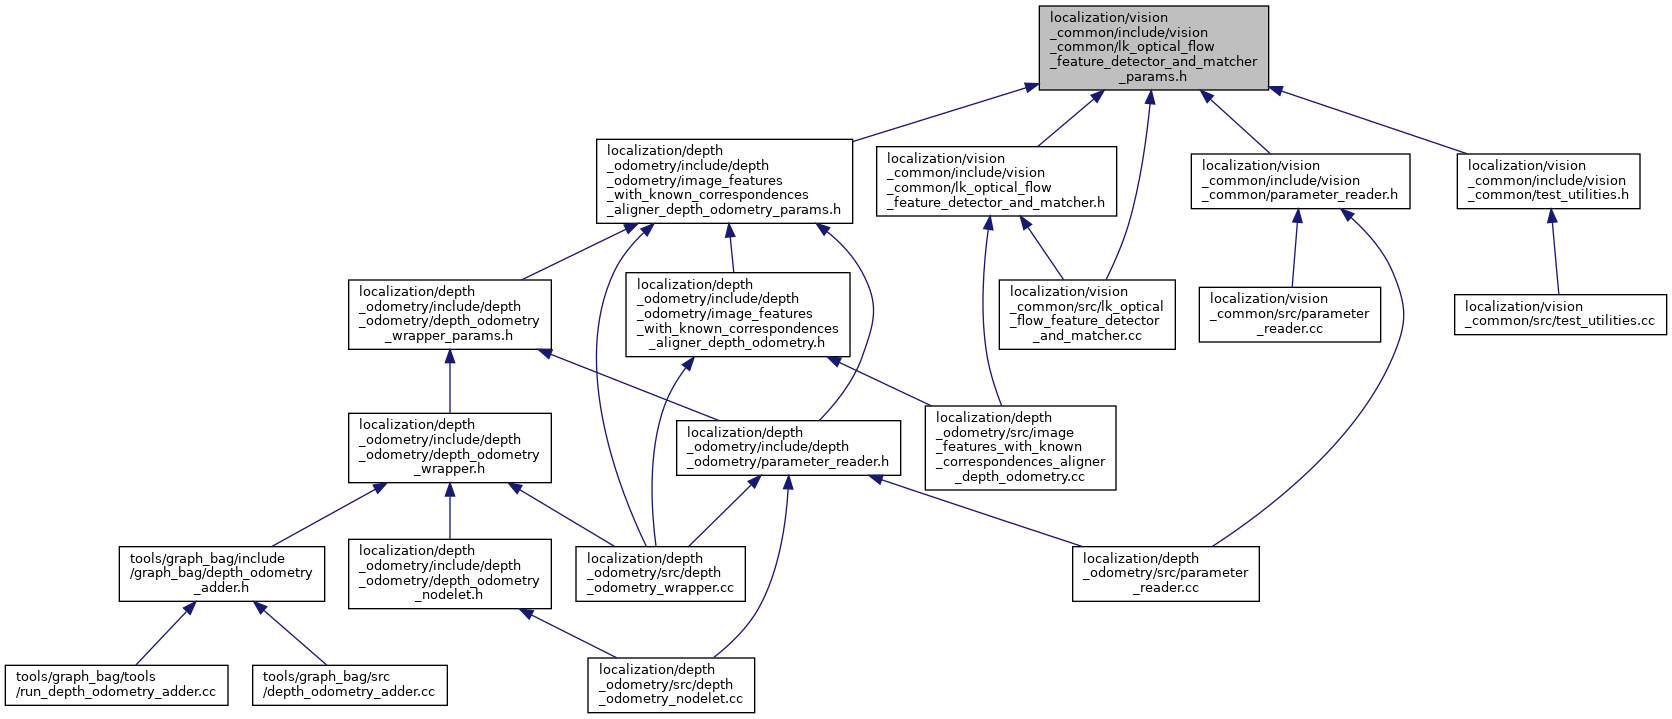 localization/vision
_common/include/vision
_common/lk_optical_flow
_feature_detector_and_matcher
_params.h
localization/depth
_odometry/include/depth
_odometry/image_features
_with_known_correspondences
_aligner_depth_odometry_params.h
localization/vision
_common/include/vision
_common/lk_optical_flow
_feature_detector_and_matcher.h
localization/vision
_common/include/vision
_common/parameter_reader.h
localization/vision
_common/include/vision
_common/test_utilities.h
localization/depth
_odometry/include/depth
_odometry/depth_odometry
_wrapper_params.h
localization/depth
_odometry/include/depth
_odometry/image_features
_with_known_correspondences
_aligner_depth_odometry.h
localization/vision
_common/src/lk_optical
_flow_feature_detector
_and_matcher.cc
localization/vision
_common/src/parameter
_reader.cc
localization/vision
_common/src/test_utilities.cc
localization/depth
_odometry/include/depth
_odometry/depth_odometry
_wrapper.h
localization/depth
_odometry/include/depth
_odometry/parameter_reader.h
localization/depth
_odometry/src/image
_features_with_known
_correspondences_aligner
_depth_odometry.cc
tools/graph_bag/include
/graph_bag/depth_odometry
_adder.h
localization/depth
_odometry/include/depth
_odometry/depth_odometry
_nodelet.h
localization/depth
_odometry/src/depth
_odometry_wrapper.cc
localization/depth
_odometry/src/parameter
_reader.cc
tools/graph_bag/tools
/run_depth_odometry_adder.cc
tools/graph_bag/src
/depth_odometry_adder.cc
localization/depth
_odometry/src/depth
_odometry_nodelet.cc